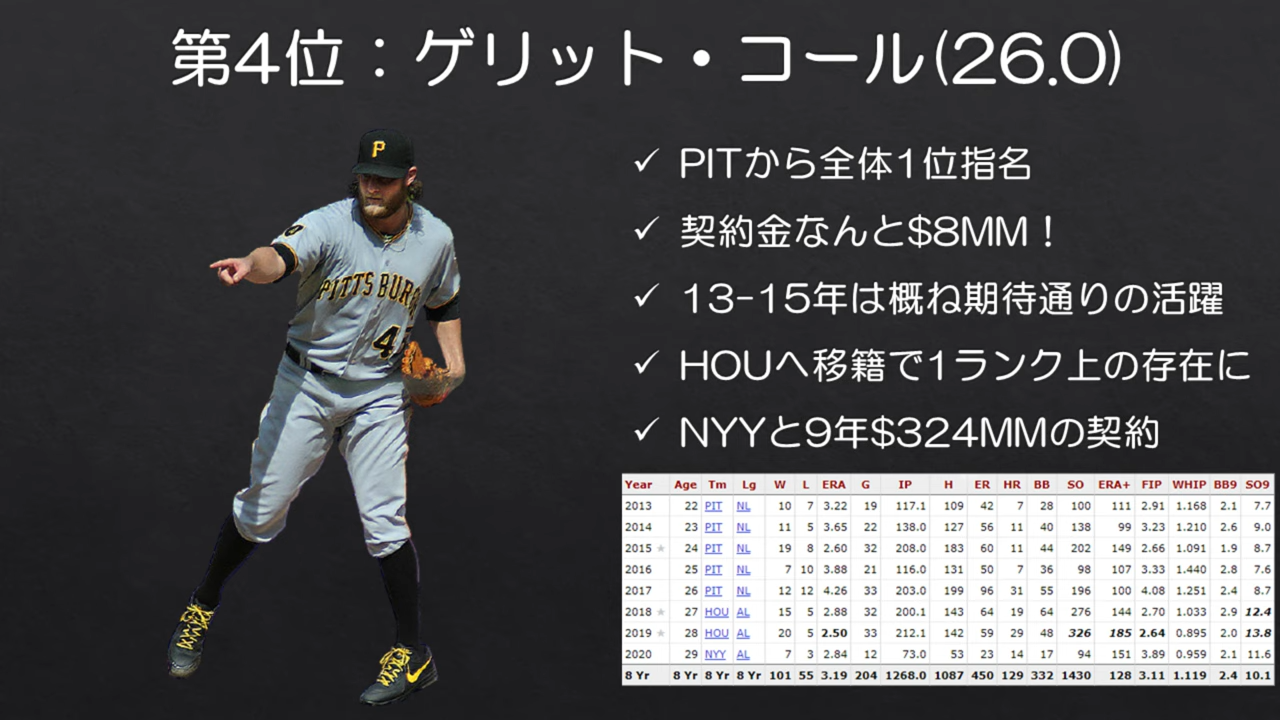 第4位：ゲリット・コール(26.0)
✓ PITから全体1位指名
✓ 契約金なんと$8MM！
✓ 13-15年は概ね期待通りの活躍
✓ HOUへ移籍で1ランク上の存在に
✓ NYYと9年$324MMの契約
P
PITTS BUR
4
Year Age Tm Lg W L ERA G IP H ER HR BB SO ERA+ FIP WHIP BB9 SO9
2013 22 PIT NL 10 7 3.22 19 117.1 109 42 7 28 100 111 2.91 1.168 2.1 7.7
2014 23 PIT NL 11 5 3.65 22 138.0 127 56 11 40 138 99 3.23 1.210 2.6 9.0
2015 ★ 24 PIT NL 19 8 2.60 32 208.0 183 60 11 44 202 149 2.66 1.091 1.9 8.7
2016 25 PIT NL 7 10 3.88 21 116.0 131 50 7 36 98 107 3.33 1.440 2.8 7.6
2017 26 PIT NL 12 12 4.26 33 203.0 199 96 31 55 196 100 4.08 1.251 2.4 8.7
2018 ★ 27 HOU AL 15 5 2.88 32 200.1 143 64 19 64 276 144 2.70 1.033 2.9 12.4
2019 ★ 28 HOU AL 20 5 2.50 33 212.1 142 59 29 48 326 185 2.64 0.895 2.0 13.8
2020 29 NYY AL 7 3 2.84 12 73.0 53 23 14 17 94 151 3.89 0.959 2.1 11.6
8 Yr 8 Yr 8 Yr 8 Yr 101 55 3.19 204 1268.0 1087 450 129 332 1430 128 3.11 1.119 2.4 10.1